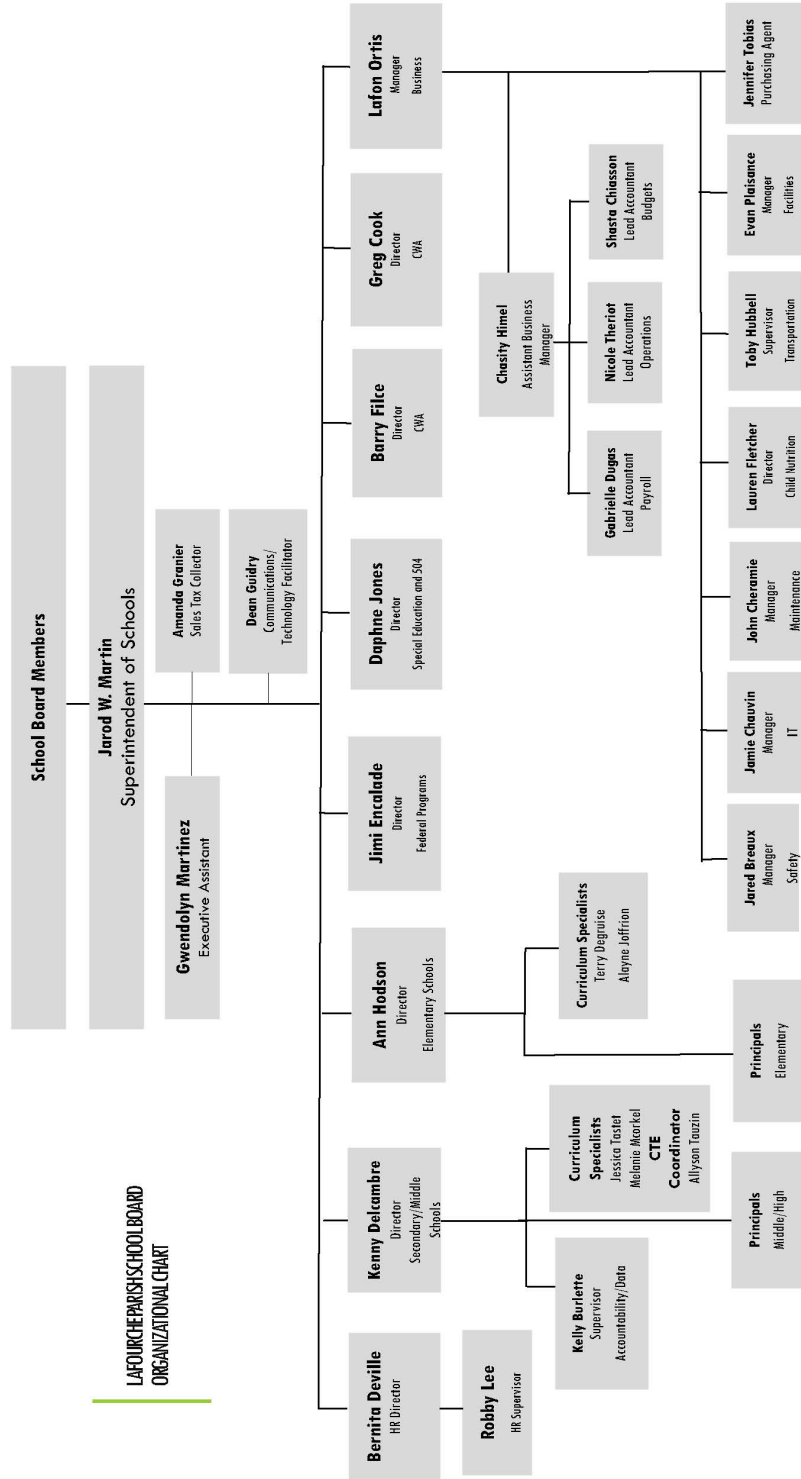 LAFOURCHE PARISH SCHOOL BOARD
ORGANIZATIONAL CHART
School Board Members
Jarod W. Martin
Superintendent of Schools
Gwendolyn Martinez
Executive Assistant
Amanda Granier
Sales Tax Collector
Dean Guidry
Communications/
Technology Facilitator
Bernita Deville
HR Director
Kenny Delcambre
Director
Secondary/Middle
Schools
Ann Hodson
Director
Elementary Schools
Jimi Encalade
Director
Federal Programs
Daphne Jones
Director
Special Education and 504
Barry Filce
Director
CWA
Greg Cook
Director
CWA
Lafon Ortis
Manager
Business
Robby Lee
HR Supervisor
Chasity Himel
Assistant Business
Manager
Kelly Burlette
Supervisor
Accountability/Data
Curriculum
Specialists
Jessica Tastet
Melanie Mcorkel
CTE
Coordinator
Allyson Tauzin
Curriculum Specialists
Terry Degruise
Alayne Joffrion
Gabrielle Dugas
Lead Accountant
Payroll
Nicole Theriot
Lead Accountant
Operations
Shasta Chiasson
Lead Accountant
Budgets
Principals
Middle/High
Principals
Elementary
Jared Breaux
Manager
Safety
Jamie Chauvin
Manager
IT
John Cheramie
Manager
Maintenance
Lauren Fletcher
Director
Child Nutrition
Toby Hubbell
Supervisor
Transportation
Evan Plaisance
Manager
Facilities
Jennifer Tobias
Purchasing Agent